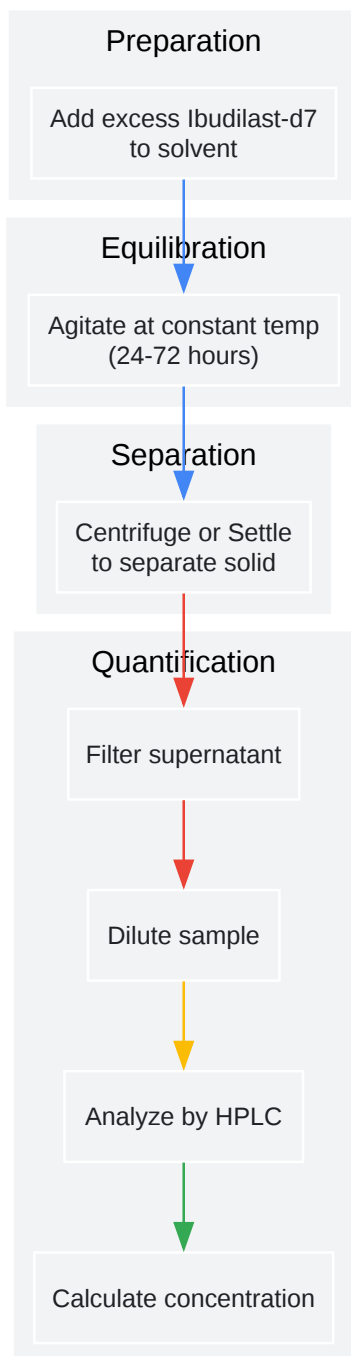 Preparation
Add excess Ibudilast-d7
to solvent
Equilibration
Agitate at constant temp
(24-72 hours)
Separation
Centrifuge or Settle
to separate solid
Quantification
Filter supernatant
Dilute sample
Analyze by HPLC
Calculate concentration